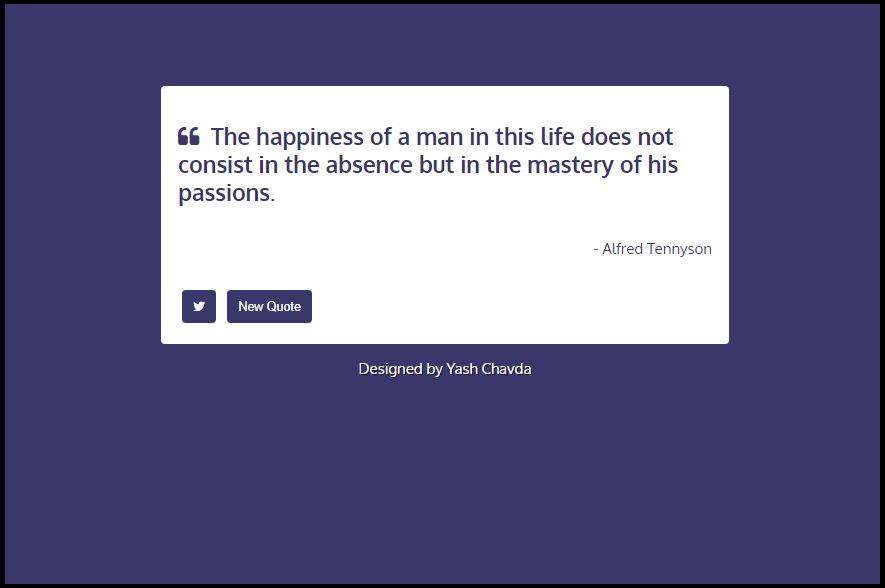 ❝ The happiness of a man in this life does not
consist in the absence but in the mastery of his
passions.
- Alfred Tennyson
New Quote
Designed by Yash Chavda